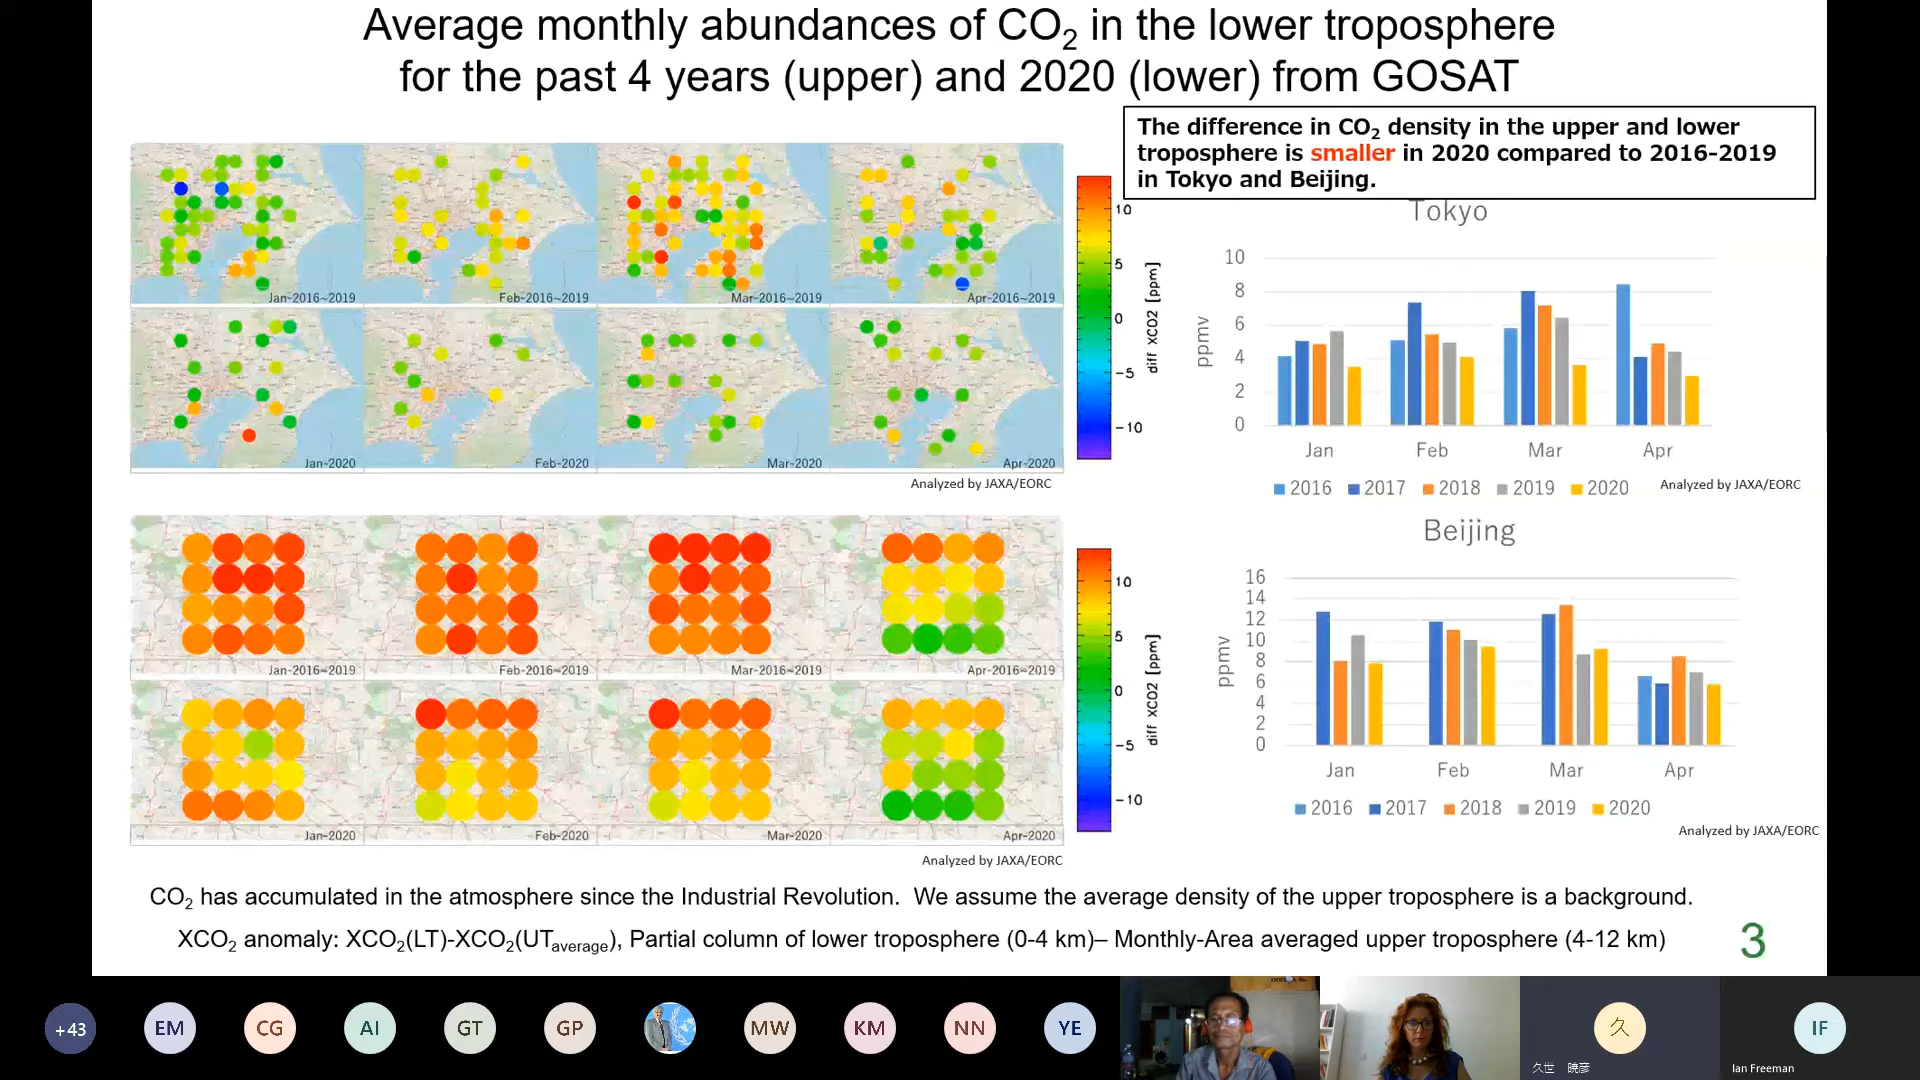 Average monthly abundances of CO2 in the lower troposphere
for the past 4 years (upper) and 2020 (lower) from GOSAT
The difference in CO2 density in the upper and lower
troposphere is smaller in 2020 compared to 2016-2019
in Tokyo and Beijing.
Jan-2016~2019
Feb-2016~2019
Mar-2016~2019
Apr-2016~2019
Jan-2020
Feb-2020
Mar-2020
Apr-2020
10
5
0
−5
−10
diff XCO2 [ppm]
Analyzed by JAXA/EORC
Tokyo
10
8
6
4
2
0
ppmv
Jan
Feb
Mar
Apr
2016
2017
2018
2019
2020
Analyzed by JAXA/EORC
Jan-2016~2019
Feb-2016~2019
Mar-2016~2019
Apr-2016~2019
Jan-2020
Feb-2020
Mar-2020
Apr-2020
10
5
0
−5
−10
diff XCO2 [ppm]
Analyzed by JAXA/EORC
Beijing
16
14
12
10
8
6
4
2
0
ppmv
Jan
Feb
Mar
Apr
2016
2017
2018
2019
2020
Analyzed by JAXA/EORC
CO2 has accumulated in the atmosphere since the Industrial Revolution. We assume the average density of the upper troposphere is a background.
XCO2 anomaly: XCO2(LT)-XCO2(UTaverage), Partial column of lower troposphere (0-4 km)– Monthly-Area averaged upper troposphere (4-12 km)
3
+43
EM
CG
AI
GT
GP
MW
KM
NN
YE
久
久世 暁彦
IF
Ian Freeman